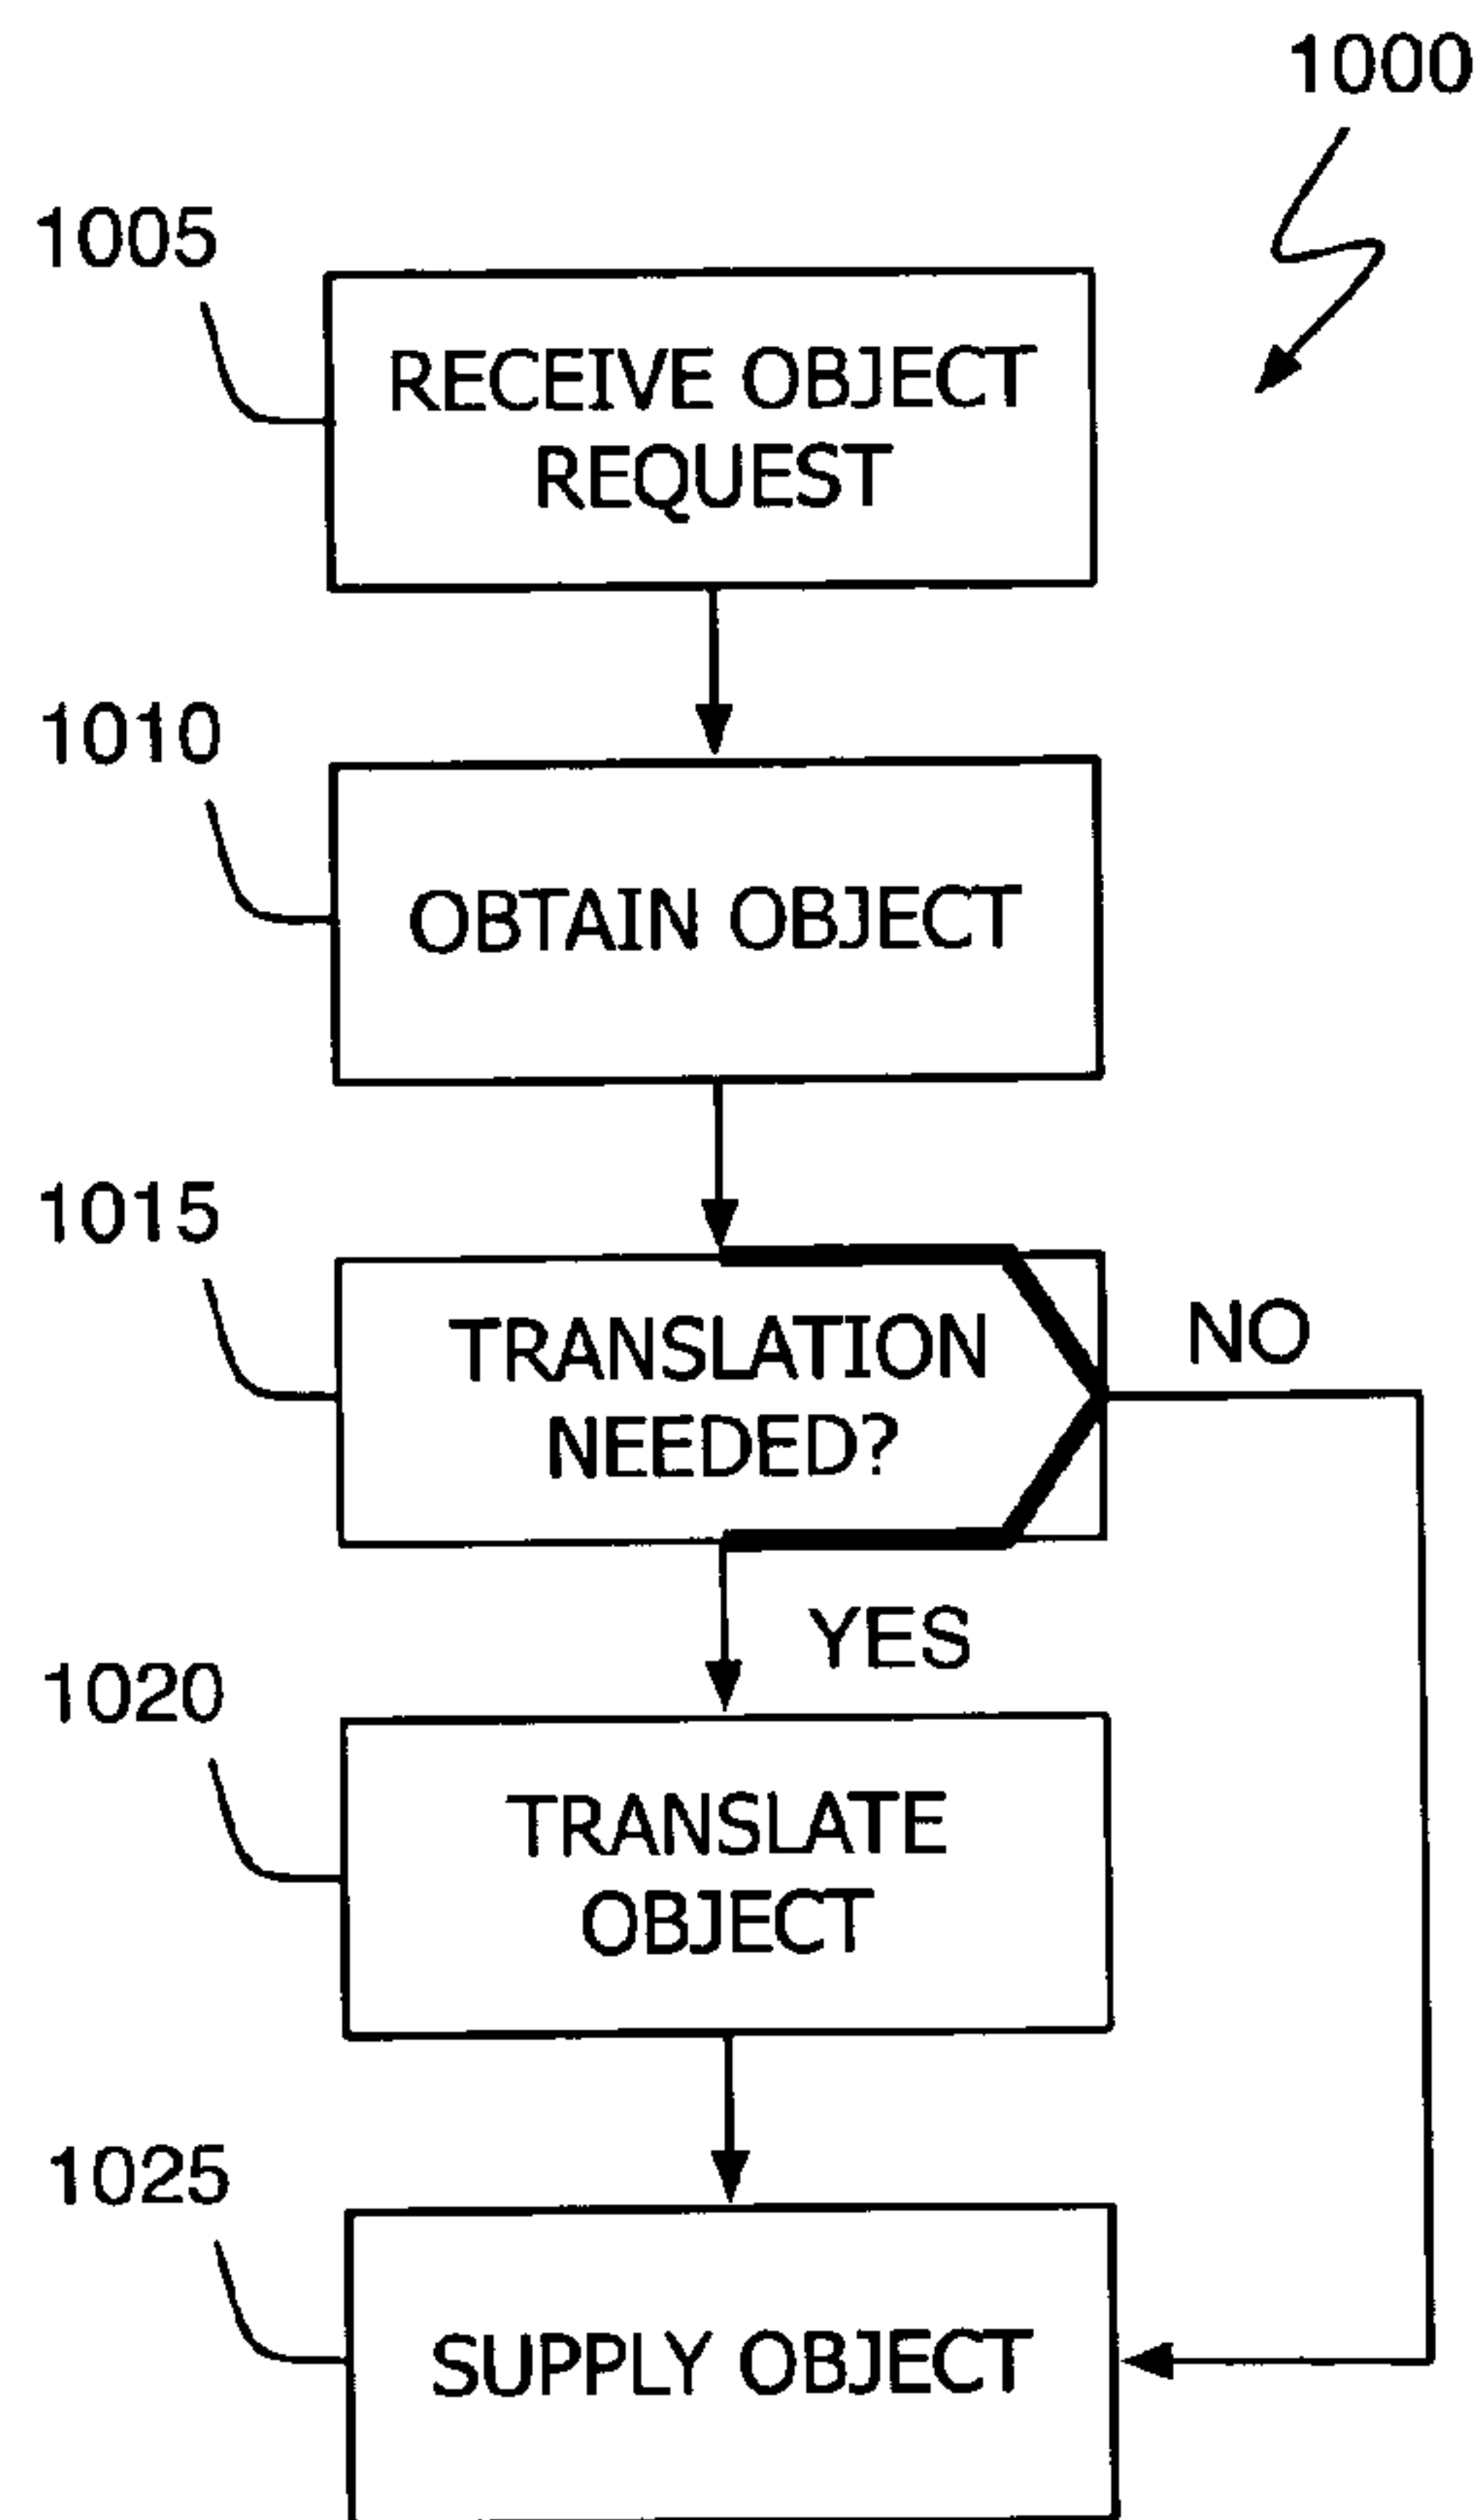 1000
1005
RECEIVE OBJECT
REQUEST
1010
OBTAIN OBJECT
1015
TRANSLATION
NEEDED?
NO
YES
1020
TRANSLATE
OBJECT
1025
SUPPLY OBJECT